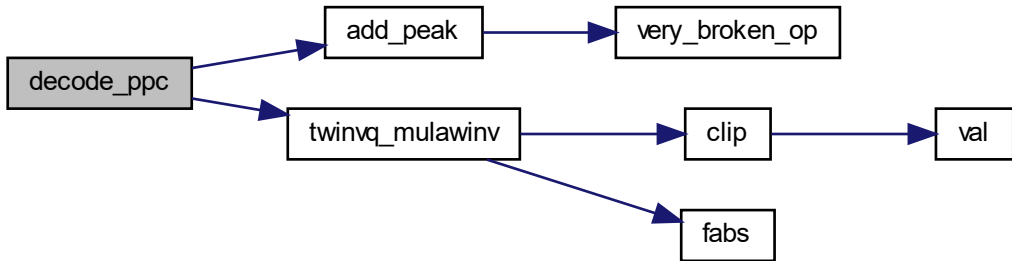 add_peak
very_broken_op
decode_ppc
twinvq_mulawinv
clip
val
fabs